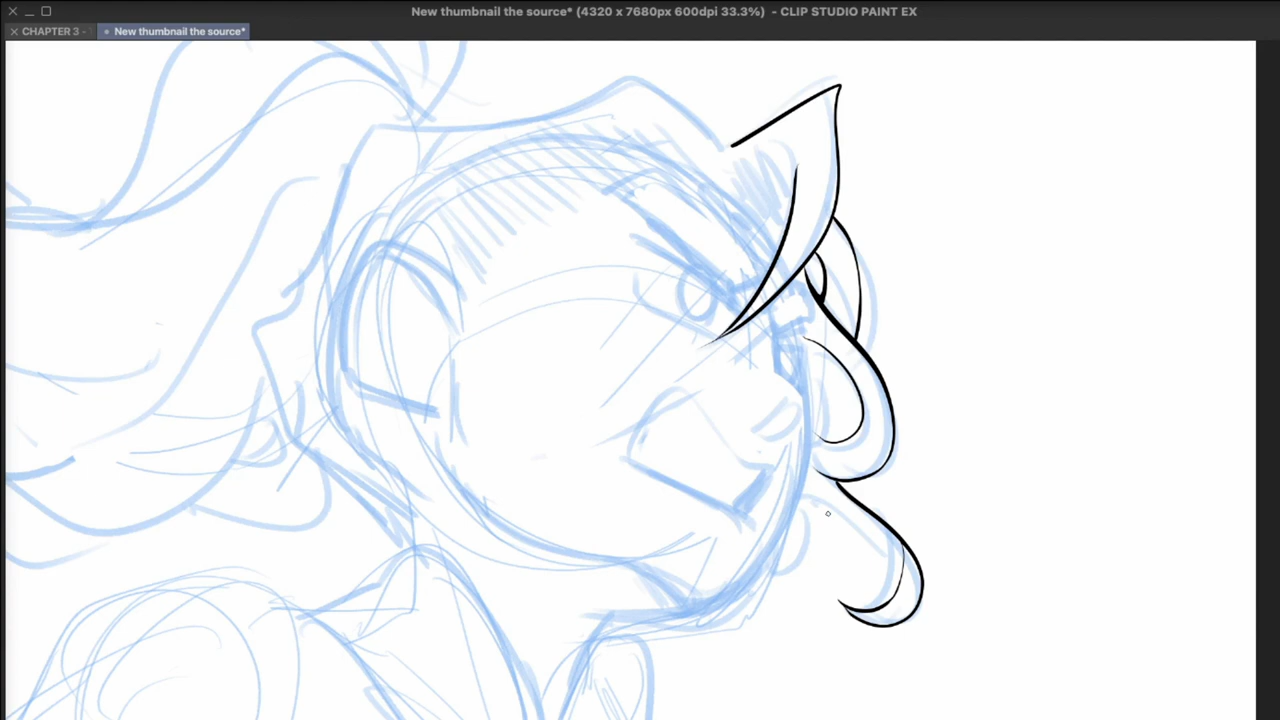 New thumbnail the source* (4320 x 7680px 600dpi 33.3%) - CLIP STUDIO PAINT EX
CHAPTER 3 - New thumbnail the source*